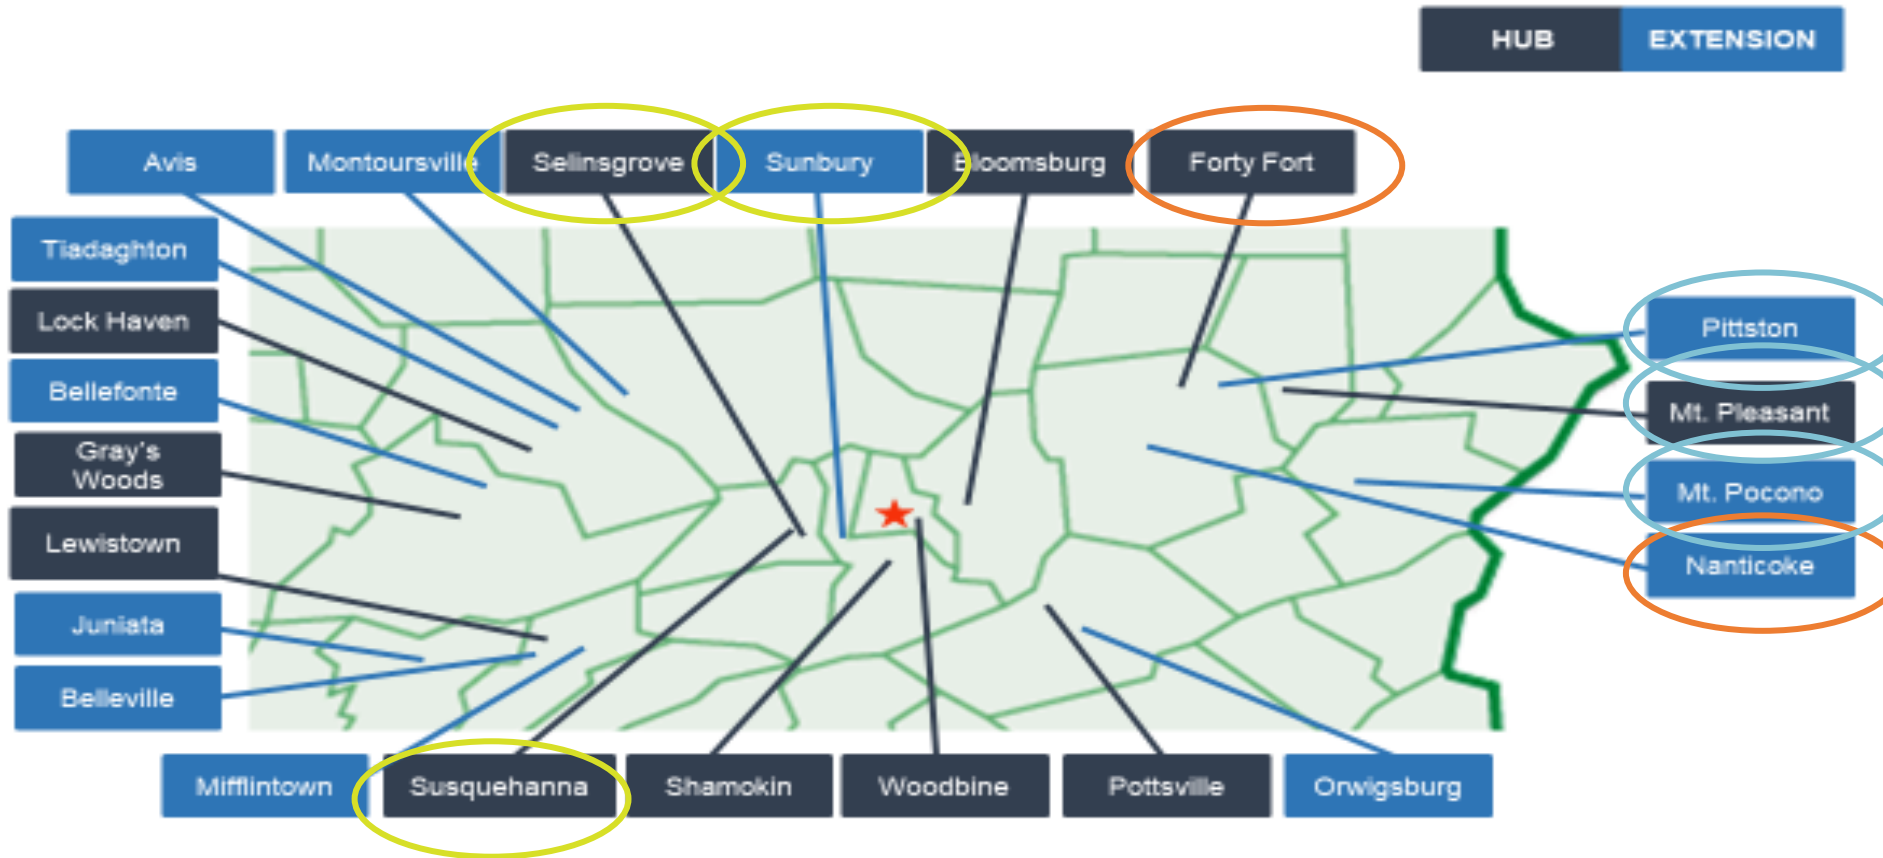 HUB
EXTENSION
Avis
Montoursville
Selinsgrove
Sunbury
Bloomsburg
Forty Fort
Tiadaghton
Lock Haven
Bellefonte
Gray's
Woods
Lewistown
Juniata
Belleville
Pittston
Mt. Pleasant
Mt. Pocono
Nanticoke
Mifflintown
Susquehanna
Shamokin
Woodbine
Pottsville
Orwigsburg